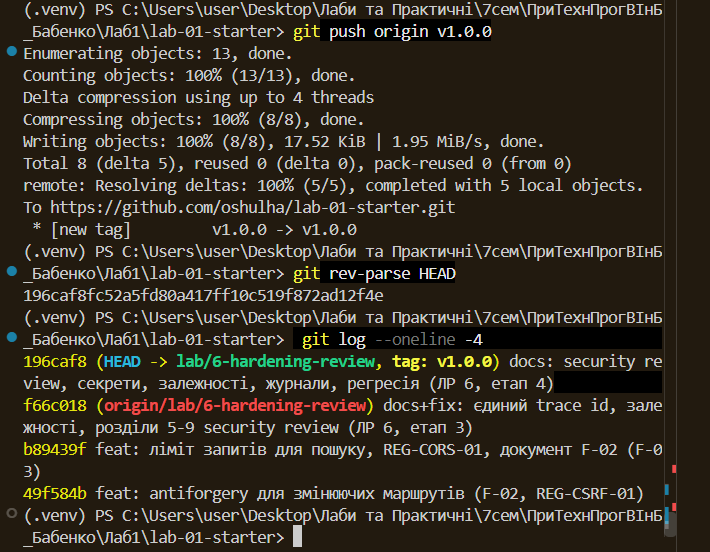 (.venv) PS C:\Users\user\Desktop\Лаби та Практичні\7сем\ПриТехнПрогВІнБ
_Бабенко\Лаб1\lab-01-starter> git push origin v1.0.0
Enumerating objects: 13, done.
Counting objects: 100% (13/13), done.
Delta compression using up to 4 threads
Compressing objects: 100% (8/8), done.
Writing objects: 100% (8/8), 17.52 KiB | 1.95 MiB/s, done.
Total 8 (delta 5), reused 0 (delta 0), pack-reused 0 (from 0)
remote: Resolving deltas: 100% (5/5), completed with 5 local objects.
To https://github.com/oshulha/lab-01-starter.git
 * [new tag]         v1.0.0 -> v1.0.0
(.venv) PS C:\Users\user\Desktop\Лаби та Практичні\7сем\ПриТехнПрогВІнБ
_Бабенко\Лаб1\lab-01-starter> git rev-parse HEAD
196caf8fc52a5fd80a417ff10c519f872ad12f4e
(.venv) PS C:\Users\user\Desktop\Лаби та Практичні\7сем\ПриТехнПрогВІнБ
_Бабенко\Лаб1\lab-01-starter>  git log --oneline -4
196caf8 (HEAD -> lab/6-hardening-review, tag: v1.0.0) docs: security re
view, секрети, залежності, журнали, регресія (ЛР 6, етап 4)
f66c018 (origin/lab/6-hardening-review) docs+fix: єдиний trace id, зале
жності, розділи 5-9 security review (ЛР 6, етап 3)
b89439f feat: ліміт запитів для пошуку, REG-CORS-01, документ F-02 (F-0
3)
49f584b feat: antiforgery для змінюючих маршрутів (F-02, REG-CSRF-01)
(.venv) PS C:\Users\user\Desktop\Лаби та Практичні\7сем\ПриТехнПрогВІнБ
_Бабенко\Лаб1\lab-01-starter>